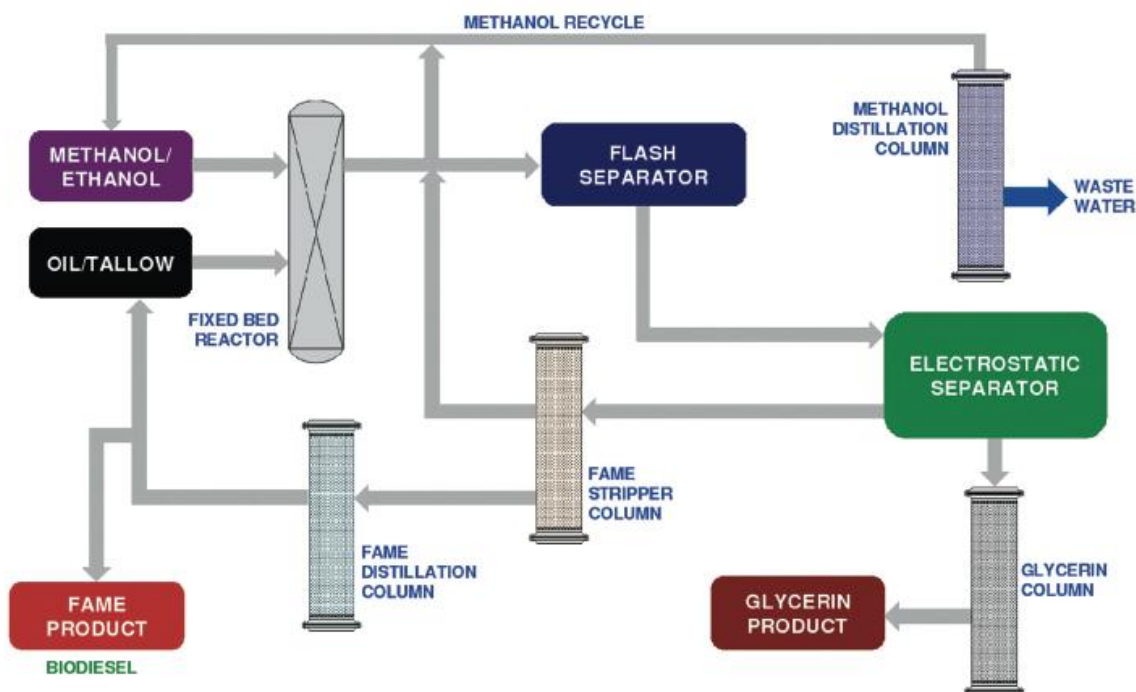 METHANOL RECYCLE
METHANOL/
ETHANOL
FLASH
SEPARATOR
METHANOL
DISTILLATION
COLUMN
WASTE
WATER
OIL/TALLOW
FIXED BED
REACTOR
ELECTROSTATIC
SEPARATOR
FAME
STRIPPER
COLUMN
FAME
DISTILLATION
COLUMN
GLYCERIN
COLUMN
FAME
PRODUCT
GLYCERIN
PRODUCT
BIODIESEL